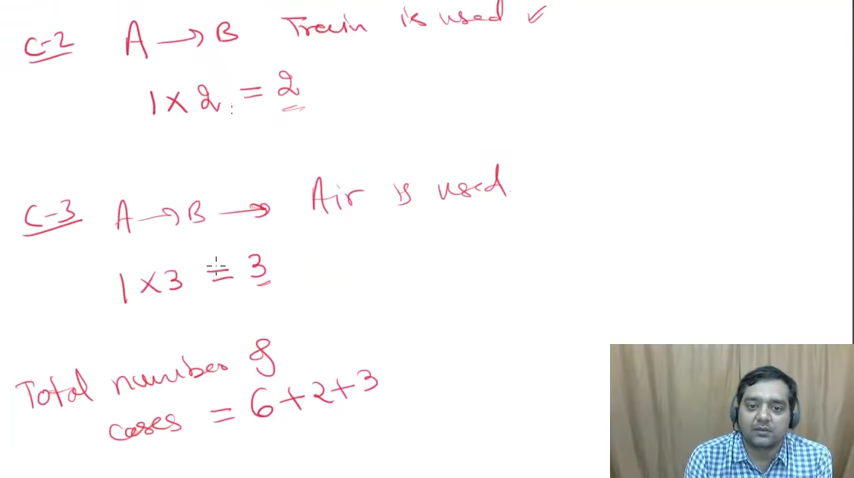 C-2 A → B Train is used ✓
1 × 2 = 2
C-3 A → B → Air is used
1 × 3 = 3
Total number of
cases = 6+2+3